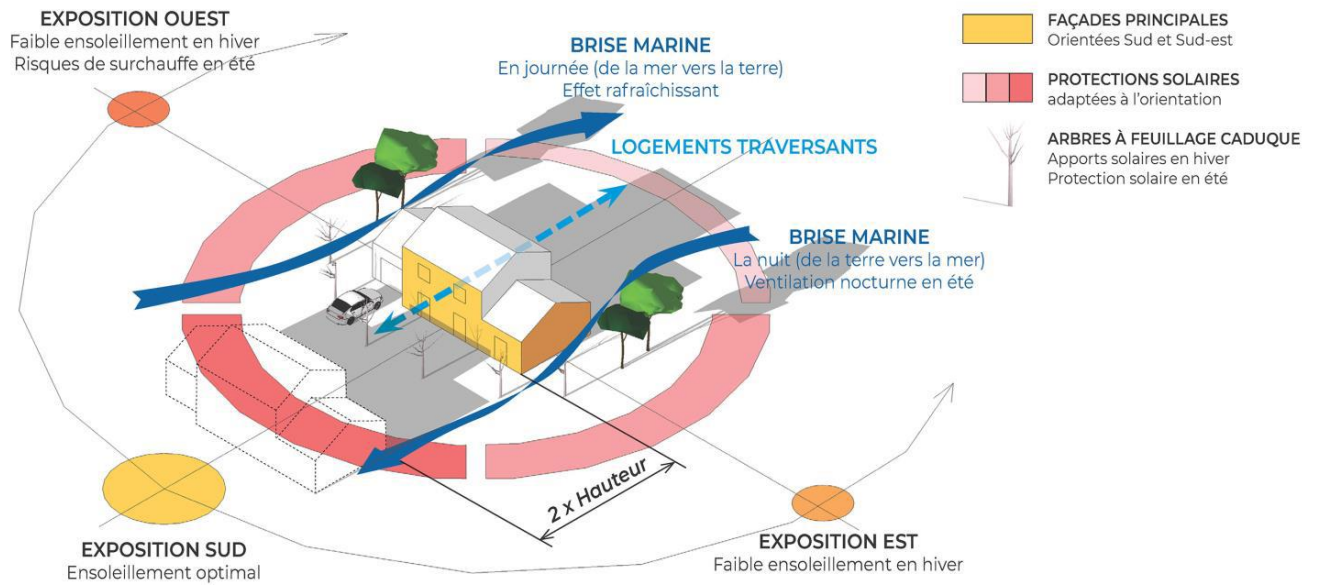 EXPOSITION OUEST
Faible ensoleillement en hiver
Risques de surchauffe en été
BRISE MARINE
En journée (de la mer vers la terre)
Effet rafraîchissant
LOGEMENTS TRAVERSANTS
BRISE MARINE
La nuit (de la terre vers la mer)
Ventilation nocturne en été
2 x Hauteur
EXPOSITION SUD
Ensoleillement optimal
EXPOSITION EST
Faible ensoleillement en hiver
FAÇADES PRINCIPALES
Orientées Sud et Sud-est
PROTECTIONS SOLAIRES
adaptées à l'orientation
ARBRES À FEUILLAGE CADUQUE
Apports solaires en hiver
Protection solaire en été